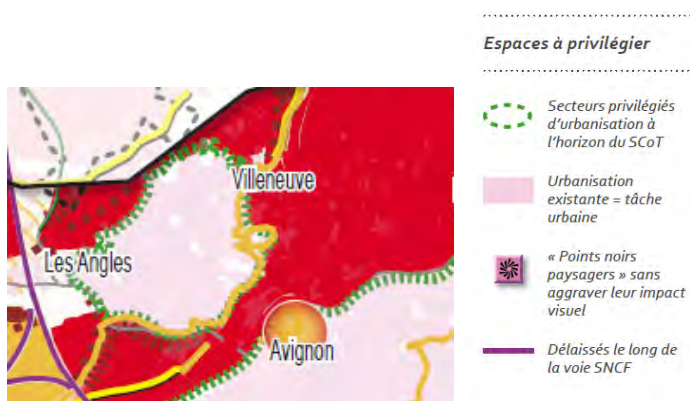 Espaces à privilégier
Secteurs privilégiés
d'urbanisation à
l'horizon du SCoT
Urbanisation
existante = tâche
urbaine
« Points noirs
paysagers » sans
aggraver leur impact
visuel
Délaissés le long de
la voie SNCF
Villeneuve
Les Angles
Avignon